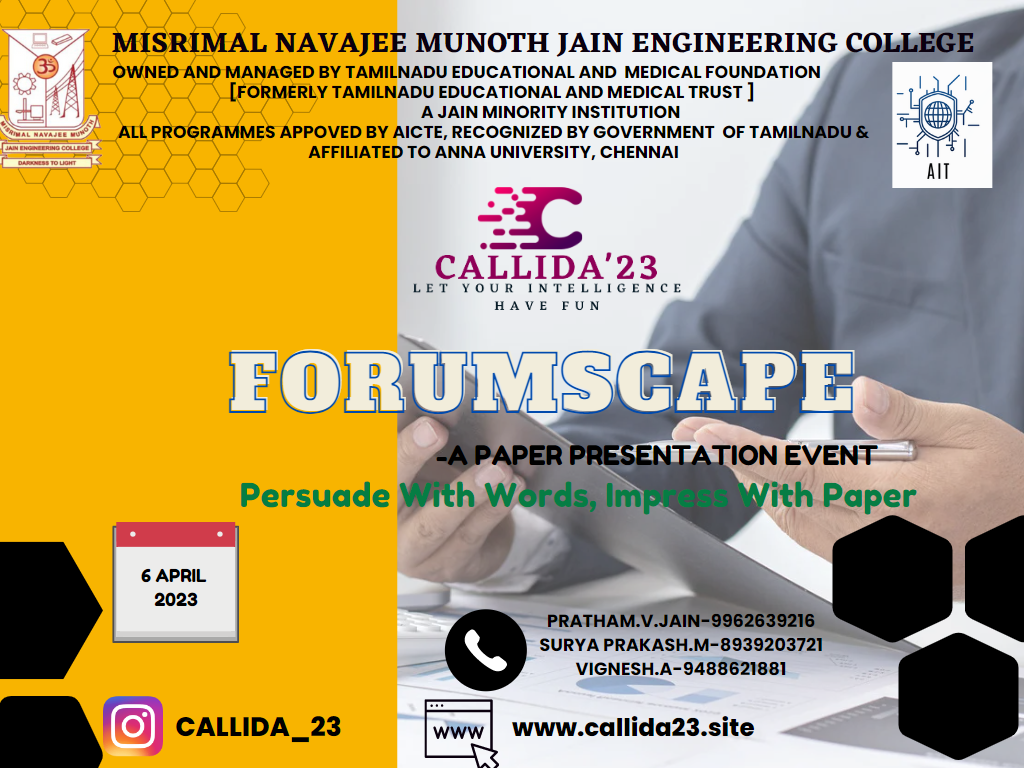 MISRIMAL NAVAJEE MUNOTH JAIN ENGINEERING COLLEGE
OWNED AND MANAGED BY TAMILNADU EDUCATIONAL AND MEDICAL FOUNDATION
[FORMERLY TAMILNADU EDUCATIONAL AND MEDICAL TRUST ]
A JAIN MINORITY INSTITUTION
ALL PROGRAMMES APPOVED BY AICTE, RECOGNIZED BY GOVERNMENT OF TAMILNADU &
AFFILIATED TO ANNA UNIVERSITY, CHENNAI
MISRIMAL NAVAJEE MUNOTH
JAIN ENGINEERING COLLEGE
DARKNESS TO LIGHT
AIT
CALLIDA'23
LET YOUR INTELLIGENCE
HAVE FUN
FORUMSCAPE
-A PAPER PRESENTATION EVENT
Persuade With Words, Impress With Paper
6 APRIL
2023
PRATHAM.V.JAIN-9962639216
SURYA PRAKASH.M-8939203721
VIGNESH.A-9488621881
CALLIDA_23
www
www.callida23.site